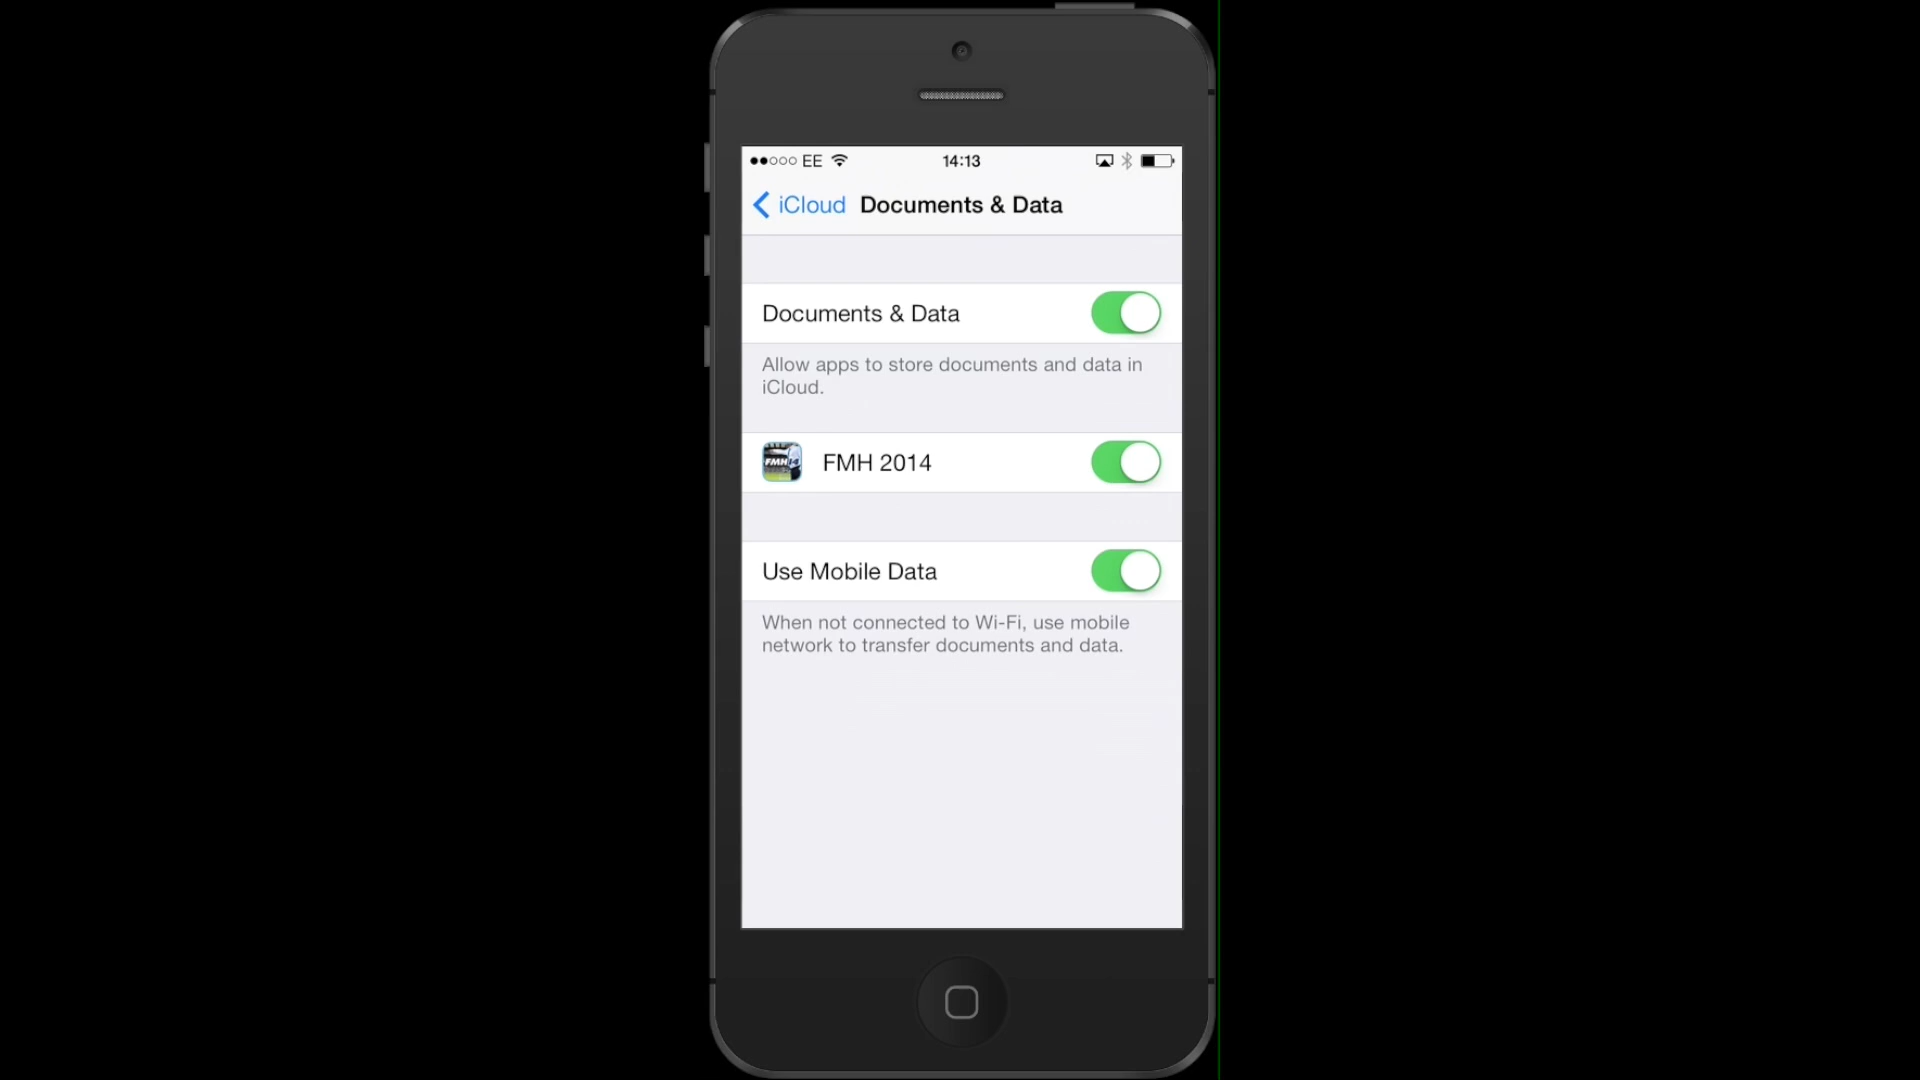 EE 14:13
iCloud Documents & Data
Documents & Data
Allow apps to store documents and data in
iCloud.
FMH14 FMH 2014
Use Mobile Data
When not connected to Wi-Fi, use mobile
network to transfer documents and data.